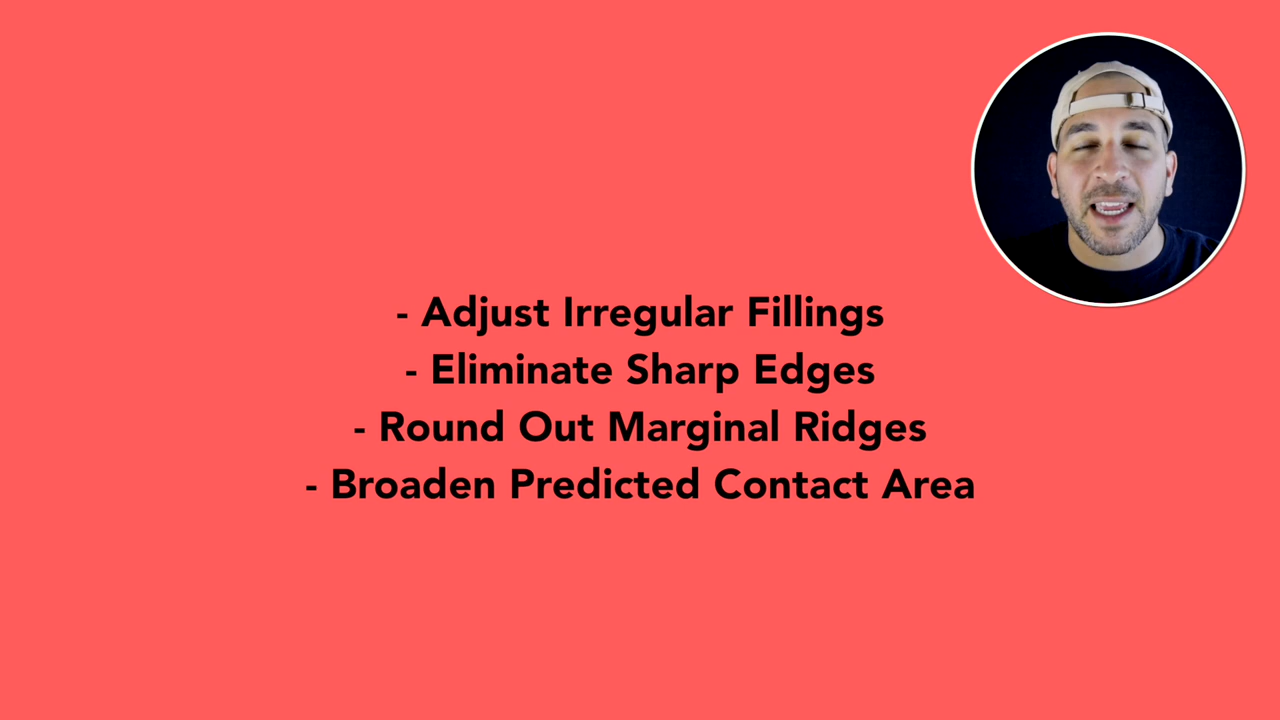 - Adjust Irregular Fillings
- Eliminate Sharp Edges
- Round Out Marginal Ridges
- Broaden Predicted Contact Area